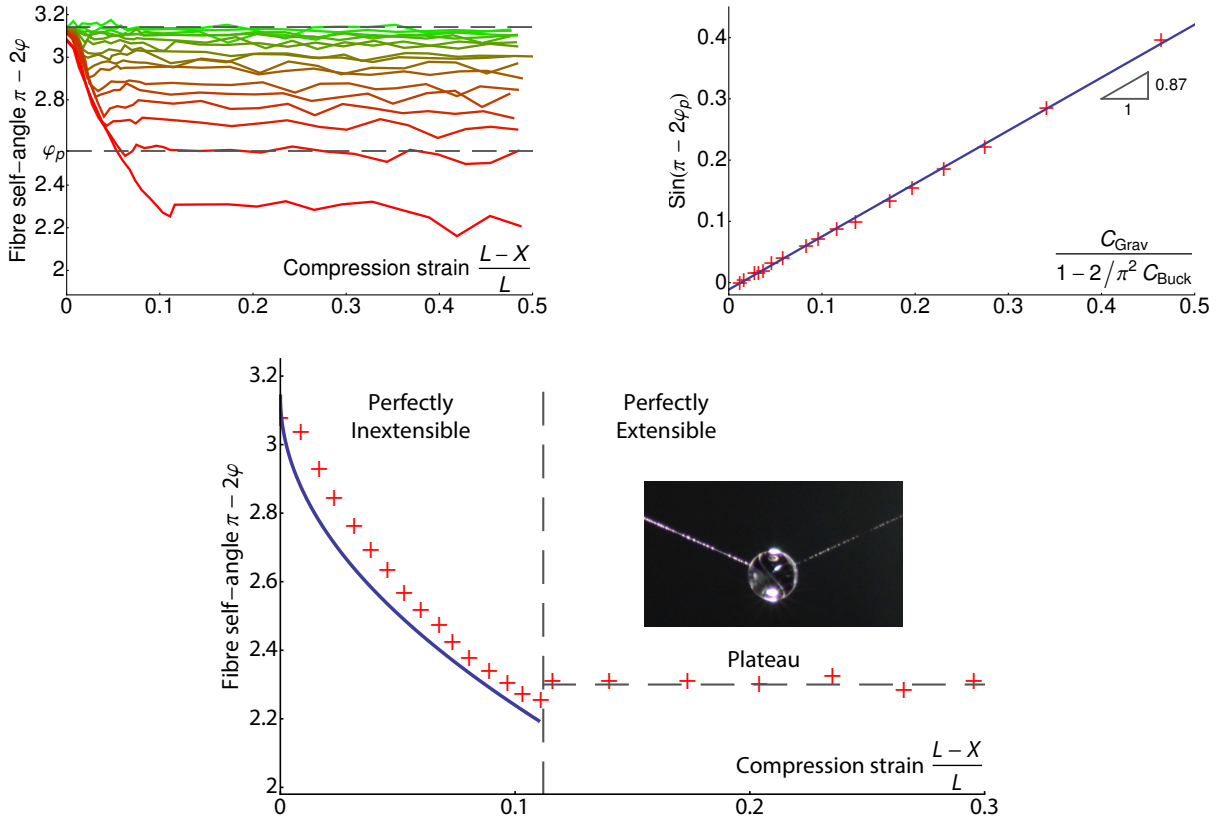 Fibre self-angle π − 2φ
3.2
3.
2.8
φp
2.4
2.2
2
0
0.1
0.2
0.3
0.4
0.5
Compression strain (L − X)/L
Sin(π − 2φp)
0.4
0.3
0.2
0.1
0
0
0.1
0.2
0.3
0.4
0.5
0.87
1
CGrav
1 − 2/π² CBuck
Fibre self−angle π − 2φ
3.2
3
2.8
2.6
2.4
2.2
2
0
0.1
0.2
0.3
Perfectly
Inextensible
Perfectly
Extensible
Plateau
Compression strain (L − X)/L